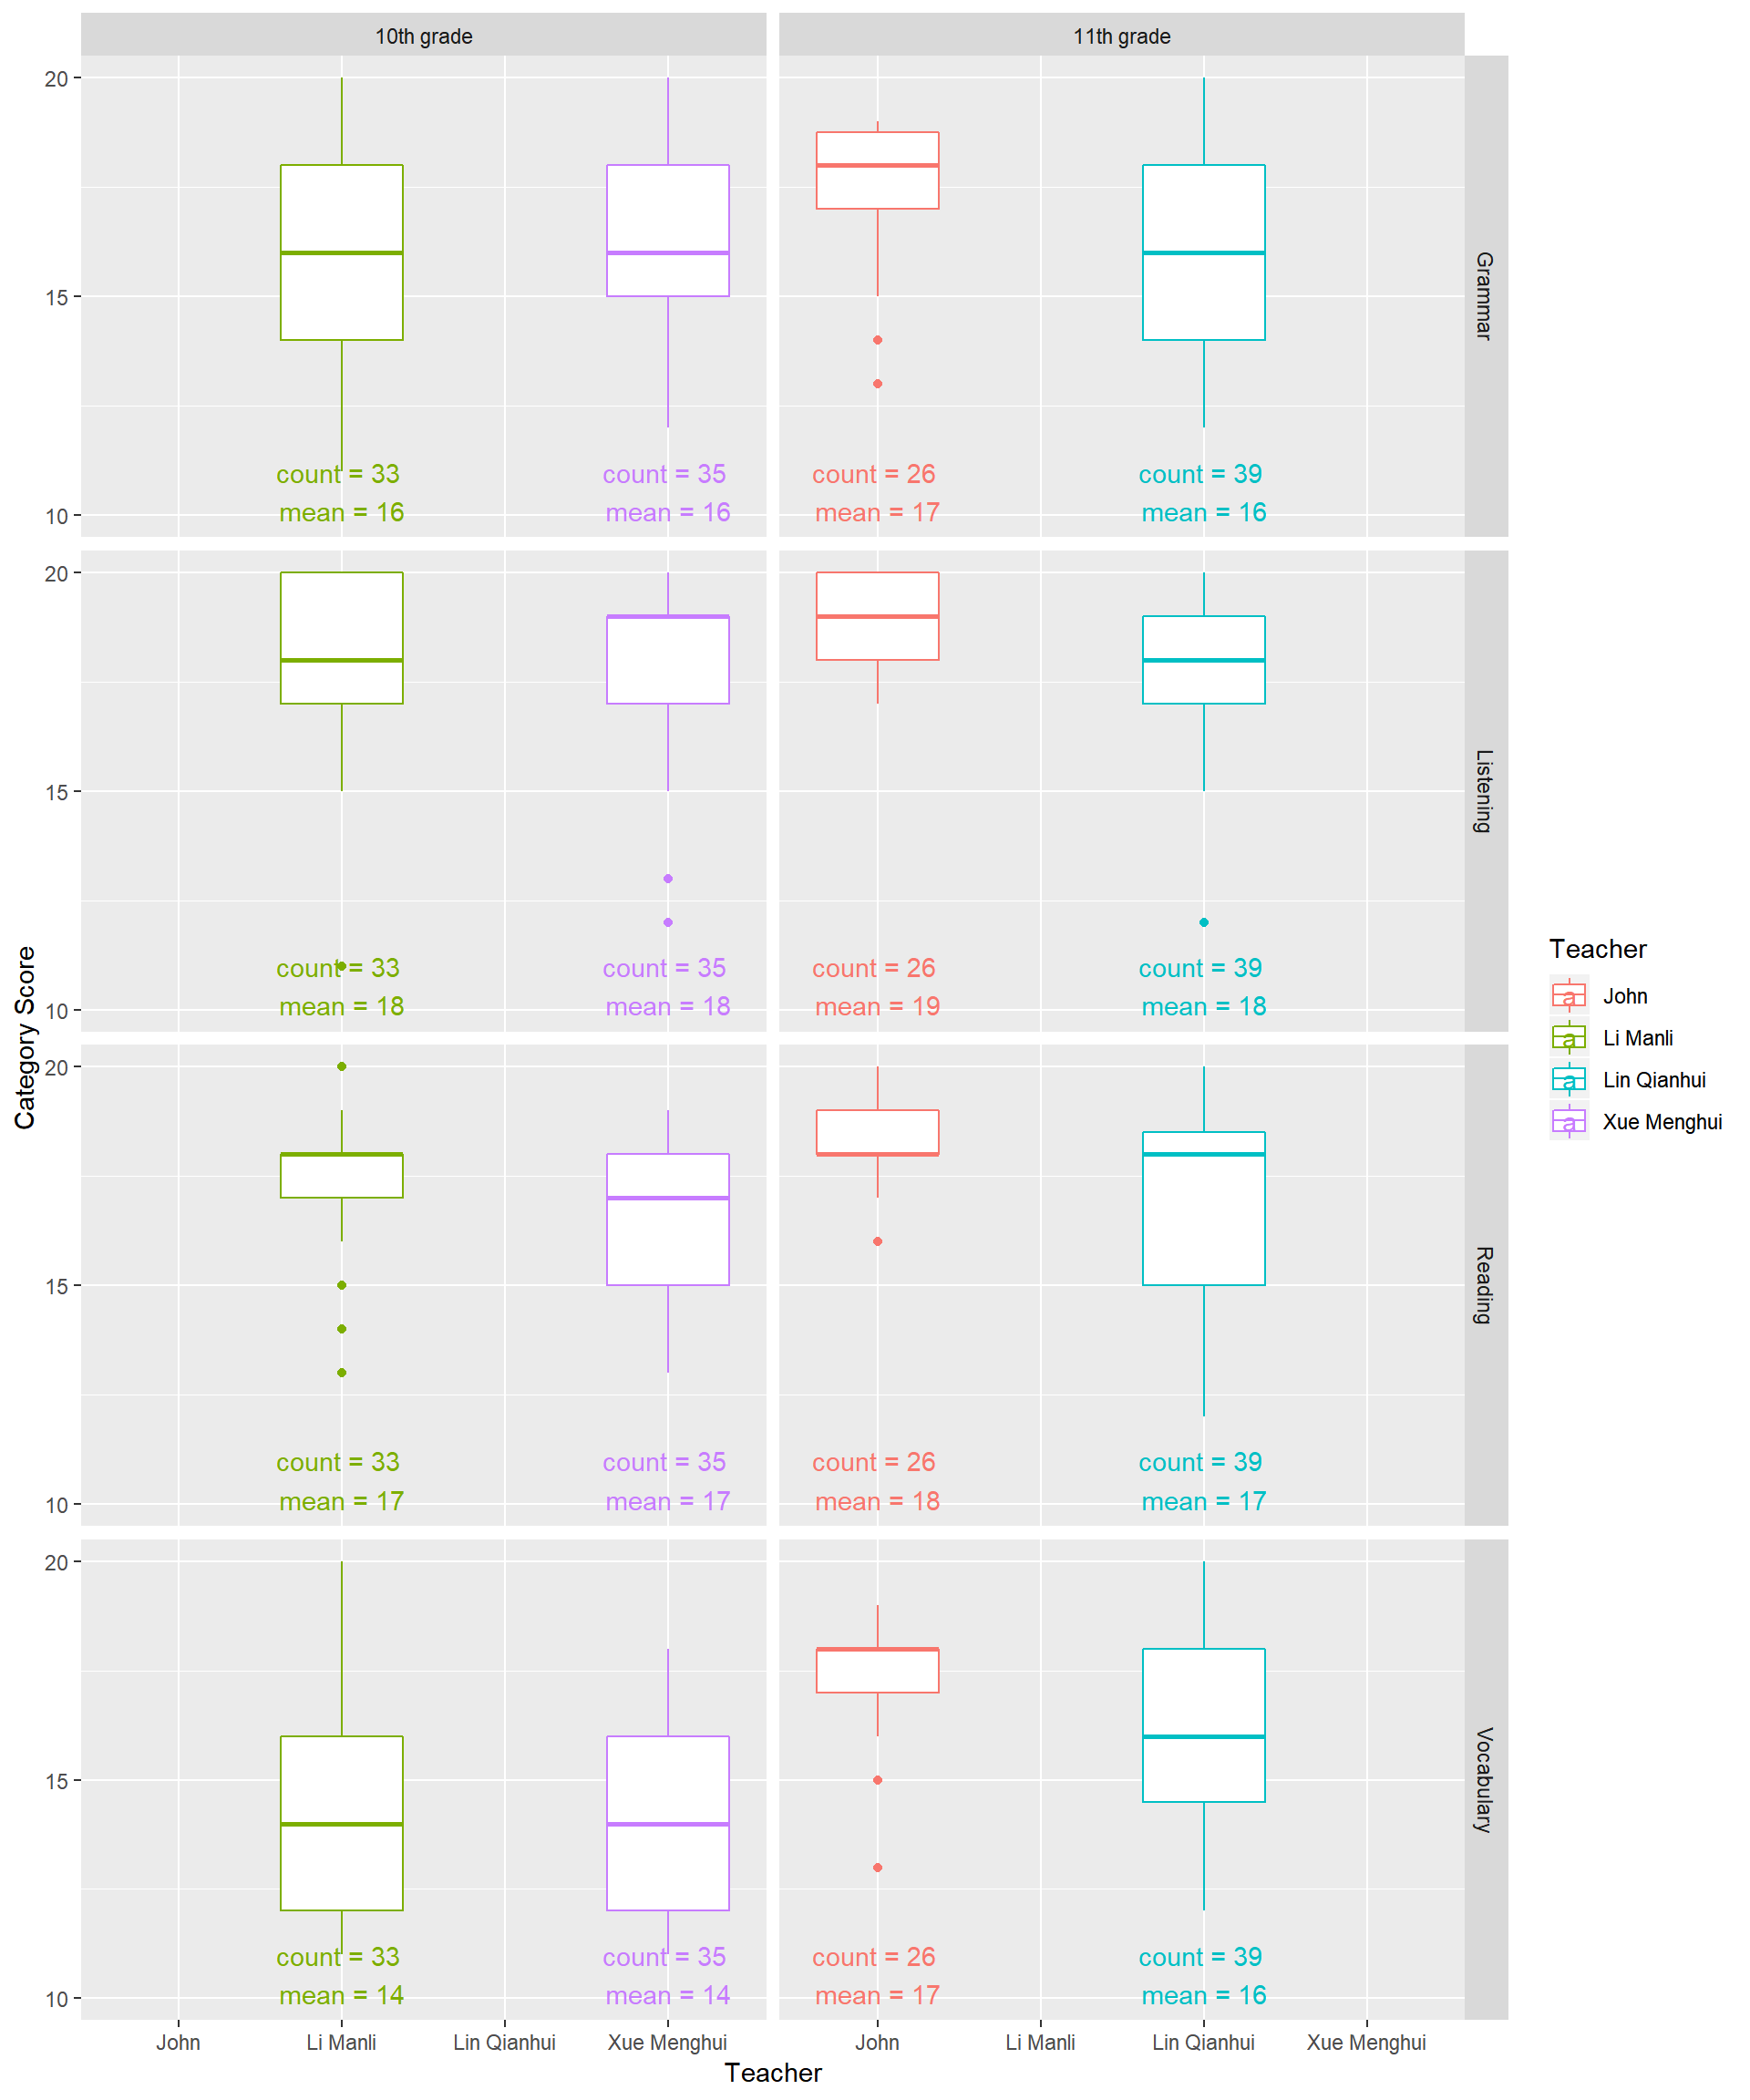 10th grade
11th grade
20
15
10
count = 33
mean = 16
count = 35
mean = 16
count = 26
mean = 17
count = 39
mean = 16
Grammar
20
15
10
count = 33
mean = 18
count = 35
mean = 18
count = 26
mean = 19
count = 39
mean = 18
Listening
20
15
10
count = 33
mean = 17
count = 35
mean = 17
count = 26
mean = 18
count = 39
mean = 17
Reading
20
15
10
count = 33
mean = 14
count = 35
mean = 14
count = 26
mean = 17
count = 39
mean = 16
Vocabulary
Category Score
John
Li Manli
Lin Qianhui
Xue Menghui
John
Li Manli
Lin Qianhui
Xue Menghui
Teacher
Teacher
a John
a Li Manli
a Lin Qianhui
a Xue Menghui